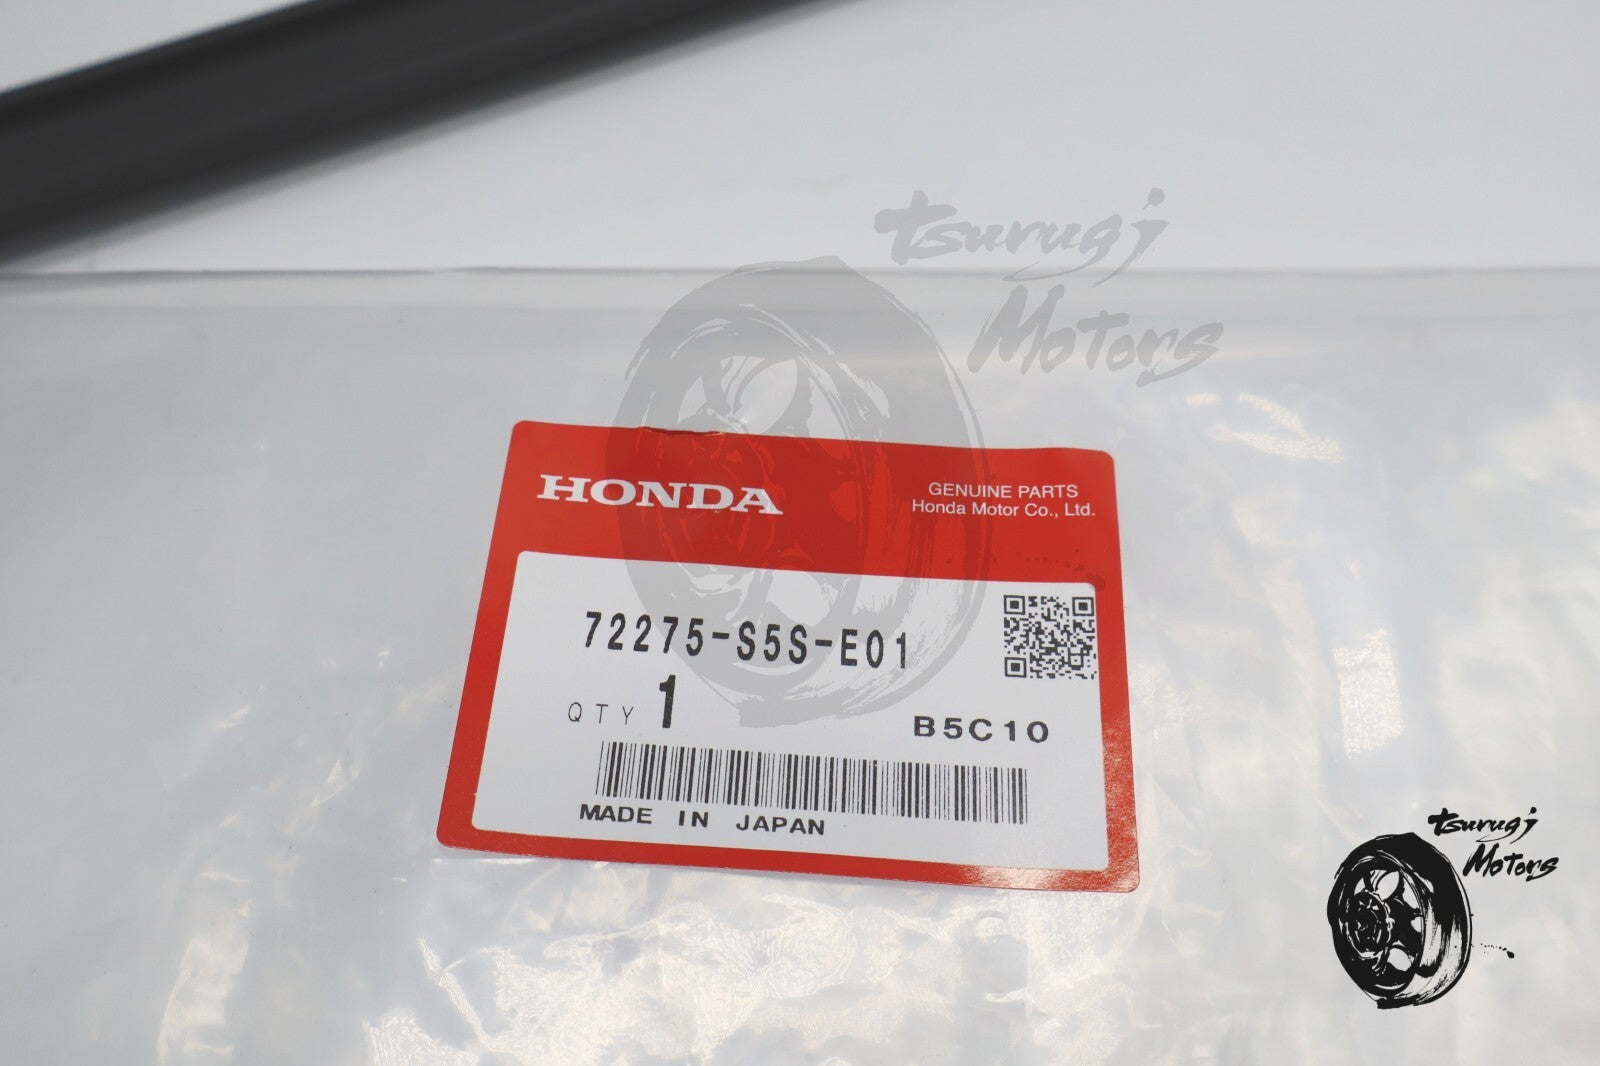 tsurugi
Motors
HONDA
GENUINE PARTS
Honda Motor Co., Ltd.
72275-S5S-E01
QTY 1
B5C10
MADE IN JAPAN
tsurugi
Motors